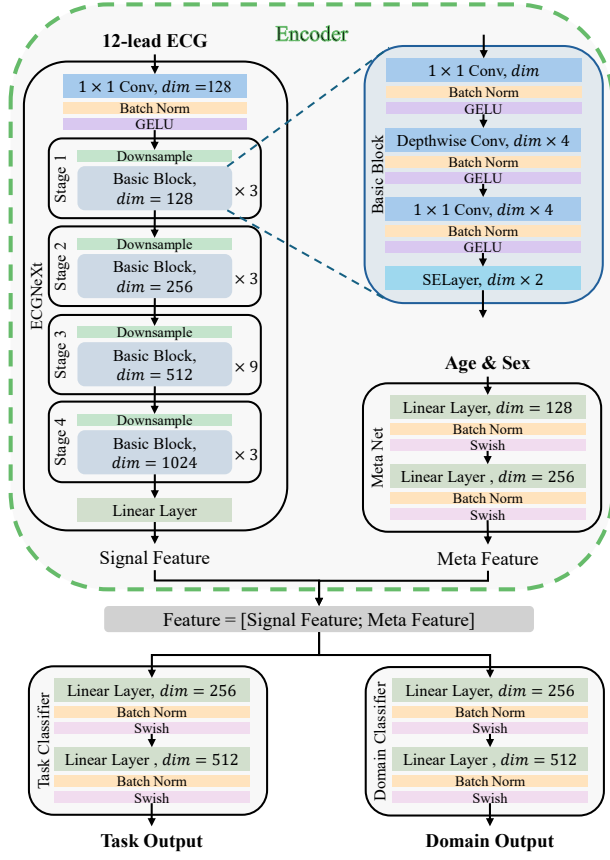 Encoder
12-lead ECG
ECGNeXt
1 × 1 Conv, dim = 128
Batch Norm
GELU
Stage 1
Downsample
Basic Block,
dim = 128
× 3
Stage 2
Downsample
Basic Block,
dim = 256
× 3
Stage 3
Downsample
Basic Block,
dim = 512
× 9
Stage 4
Downsample
Basic Block,
dim = 1024
× 3
Linear Layer
Signal Feature
Basic Block
1 × 1 Conv, dim
Batch Norm
GELU
Depthwise Conv, dim × 4
Batch Norm
GELU
1 × 1 Conv, dim × 4
Batch Norm
GELU
SELayer, dim × 2
Age & Sex
Meta Net
Linear Layer, dim = 128
Batch Norm
Swish
Linear Layer , dim = 256
Batch Norm
Swish
Meta Feature
Feature = [Signal Feature; Meta Feature]
Task Classifier
Linear Layer, dim = 256
Batch Norm
Swish
Linear Layer , dim = 512
Batch Norm
Swish
Task Output
Domain Classifier
Linear Layer, dim = 256
Batch Norm
Swish
Linear Layer , dim = 512
Batch Norm
Swish
Domain Output